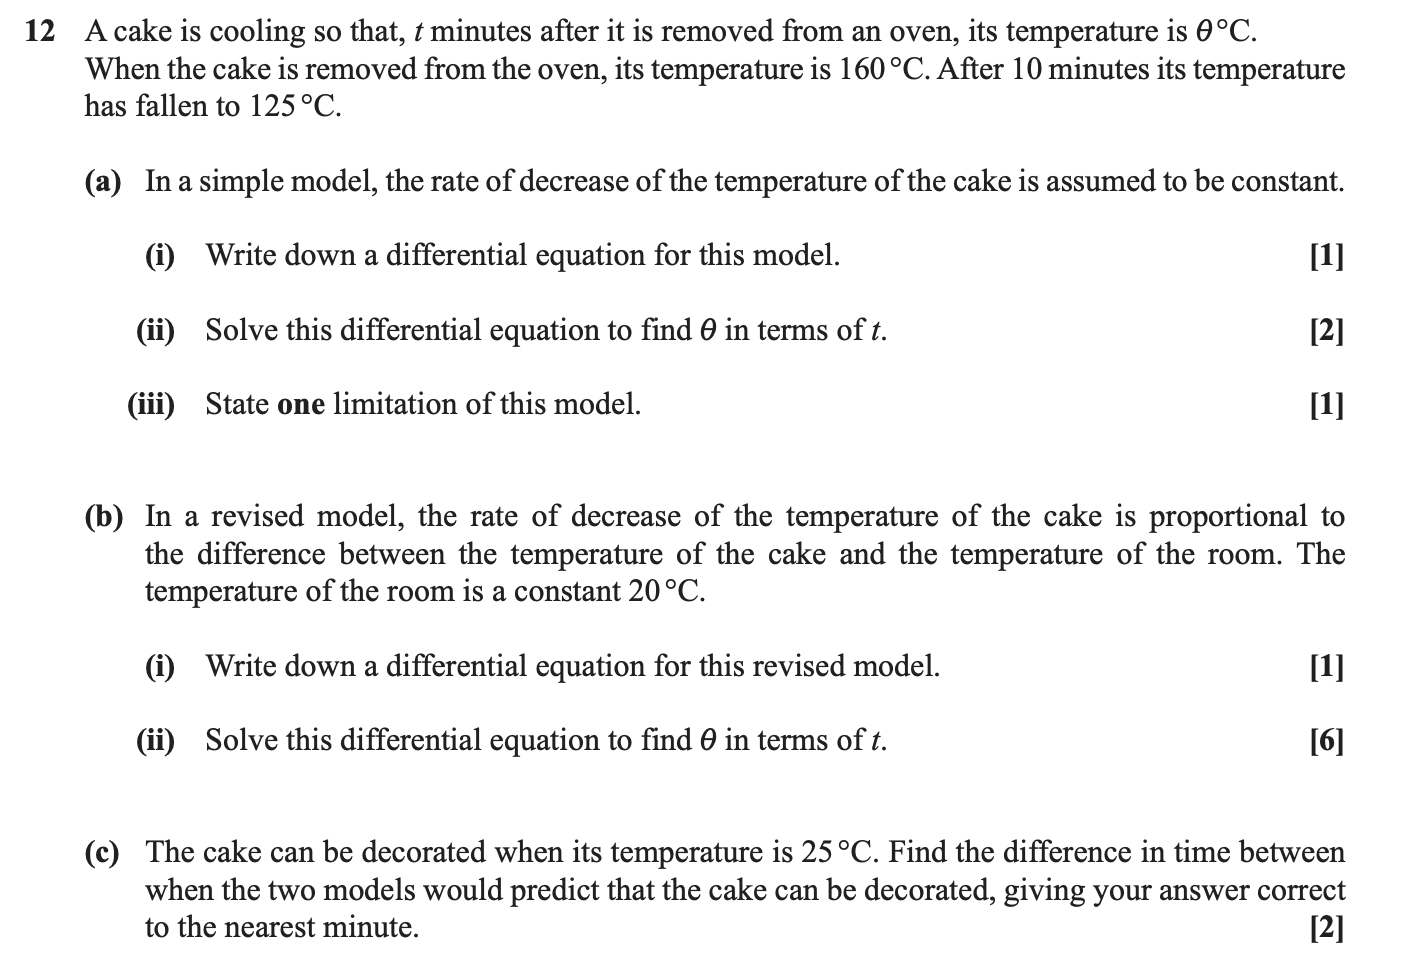 12 A cake is cooling so that, t minutes after it is removed from an oven, its temperature is θ °C.
When the cake is removed from the oven, its temperature is 160 °C. After 10 minutes its temperature
has fallen to 125 °C.
(a) In a simple model, the rate of decrease of the temperature of the cake is assumed to be constant.
(i) Write down a differential equation for this model. [1]
(ii) Solve this differential equation to find θ in terms of t. [2]
(iii) State one limitation of this model. [1]
(b) In a revised model, the rate of decrease of the temperature of the cake is proportional to
the difference between the temperature of the cake and the temperature of the room. The
temperature of the room is a constant 20 °C.
(i) Write down a differential equation for this revised model. [1]
(ii) Solve this differential equation to find θ in terms of t. [6]
(c) The cake can be decorated when its temperature is 25 °C. Find the difference in time between
when the two models would predict that the cake can be decorated, giving your answer correct
to the nearest minute. [2]